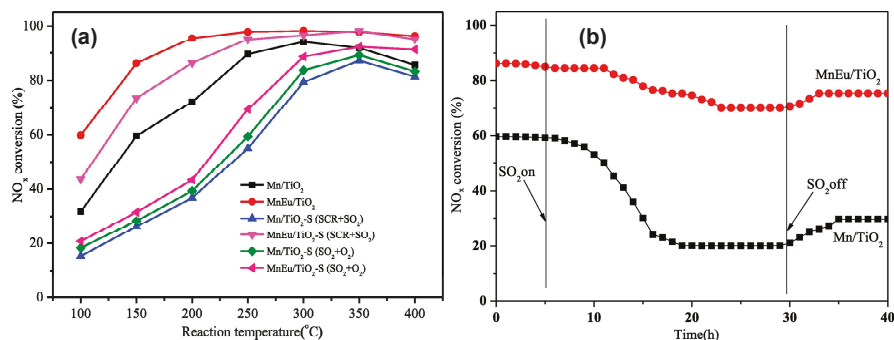 (a)
100
80
60
40
20
0
NOx conversion (%)
100 150 200 250 300 350 400
Reaction temperature(°C)
Mn/TiO₂
MnEu/TiO₂
Mn/TiO₂-S (SCR+SO₂)
MnEu/TiO₂-S (SCR+SO₂)
Mn/TiO₂-S (SO₂+O₂)
MnEu/TiO₂-S (SO₂+O₂)
(b)
100
80
60
40
20
0
NOx conversion (%)
0 10 20 30 40
Time(h)
MnEu/TiO₂
SO₂on
SO₂off
Mn/TiO₂